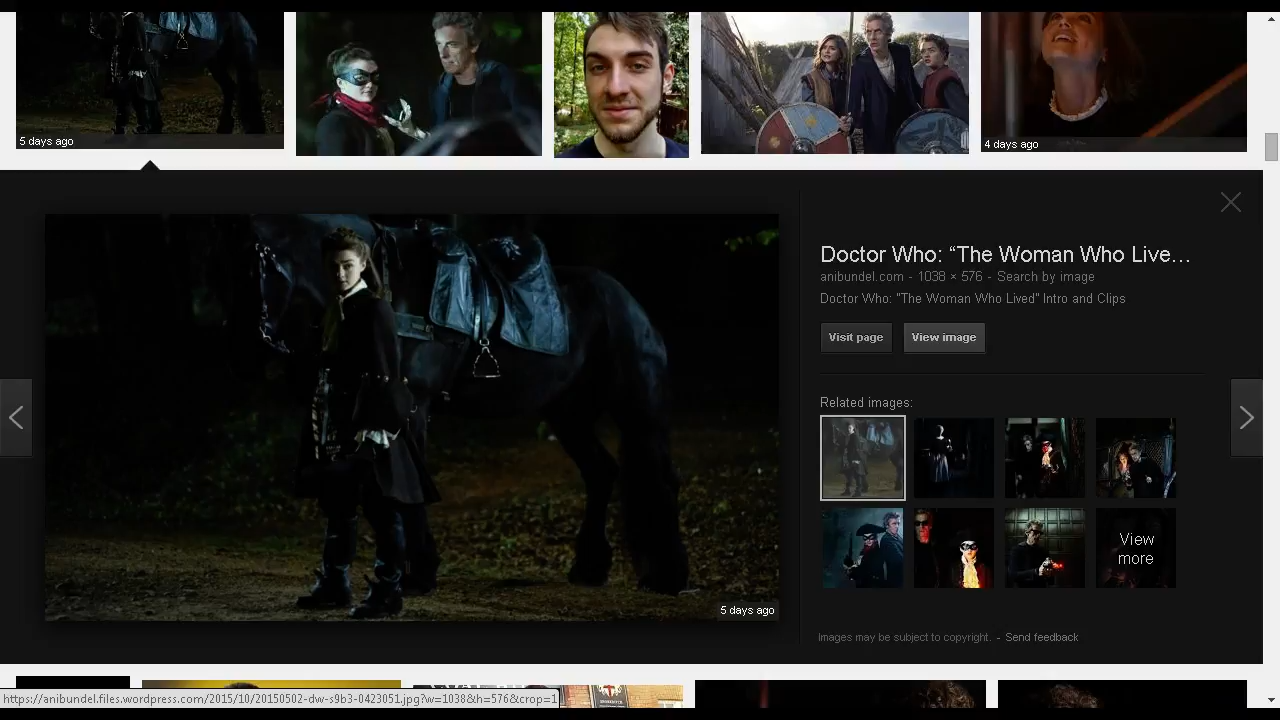 5 days ago
4 days ago
Doctor Who: “The Woman Who Live...
anibundel.com - 1038 × 576 - Search by image
Doctor Who: "The Woman Who Lived" Intro and Clips
Visit page
View image
Related images:
View
more
5 days ago
Images may be subject to copyright. - Send feedback
https://anibundel.files.wordpress.com/2015/10/20150502-dw-s9b3-0423051.jpg?w=1038&h=576&crop=1